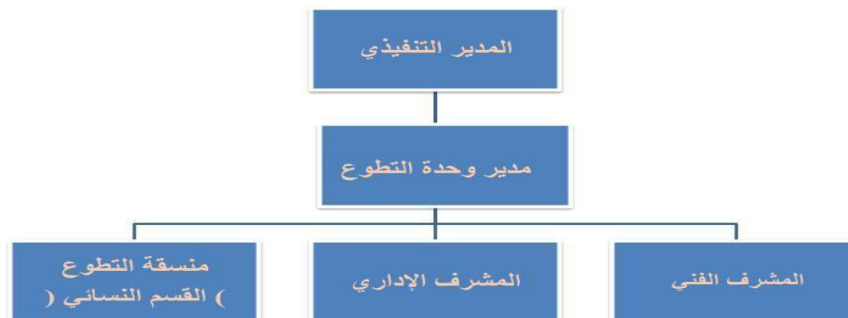 المدير التنفيذي
مدير وحدة التطوع
المشرف الفني
المشرف الإداري
منسقة التطوع
( القسم النسائي )